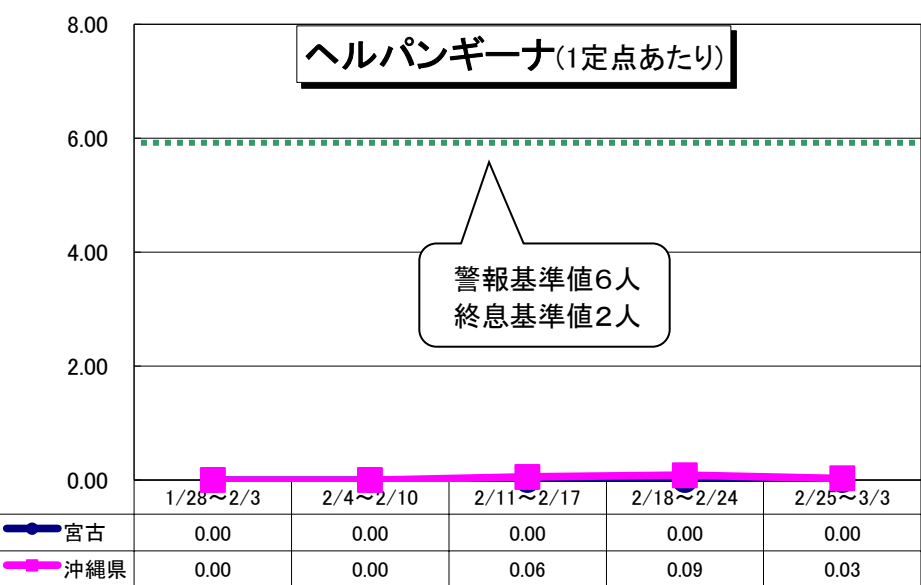 ヘルパンギーナ(1定点あたり)
8.00
6.00
4.00
2.00
0.00
警報基準値6人
終息基準値2人
1/28～2/3 2/4～2/10 2/11～2/17 2/18～2/24 2/25～3/3
宮古 0.00 0.00 0.00 0.00 0.00
沖縄県 0.00 0.00 0.06 0.09 0.03